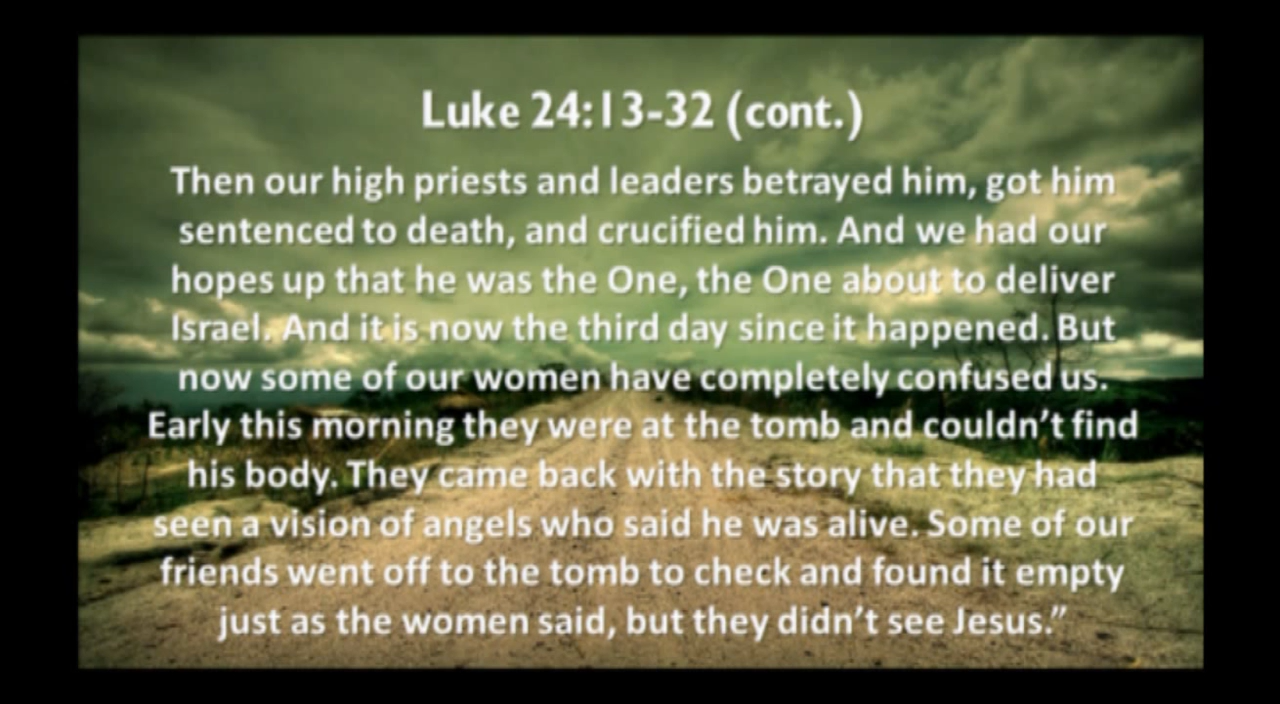 Luke 24:13-32 (cont.)
Then our high priests and leaders betrayed him, got him
sentenced to death, and crucified him. And we had our
hopes up that he was the One, the One about to deliver
Israel. And it is now the third day since it happened. But
now some of our women have completely confused us.
Early this morning they were at the tomb and couldn’t find
his body. They came back with the story that they had
seen a vision of angels who said he was alive. Some of our
friends went off to the tomb to check and found it empty
just as the women said, but they didn’t see Jesus.”